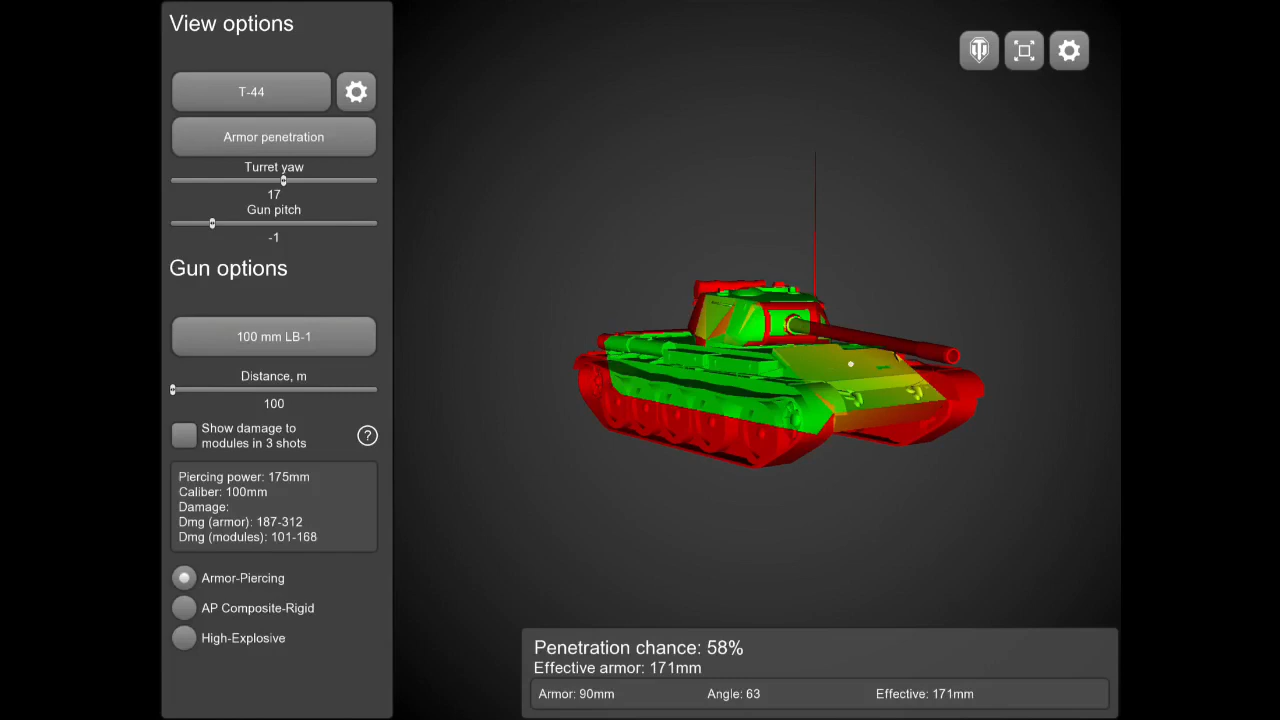 View options
T-44
Armor penetration
Turret yaw
17
Gun pitch
-1
Gun options
100 mm LB-1
Distance, m
100
Show damage to
modules in 3 shots
?
Piercing power: 175mm
Caliber: 100mm
Damage:
Dmg (armor): 187-312
Dmg (modules): 101-168
Armor-Piercing
AP Composite-Rigid
High-Explosive
Penetration chance: 58%
Effective armor: 171mm
Armor: 90mm Angle: 63 Effective: 171mm